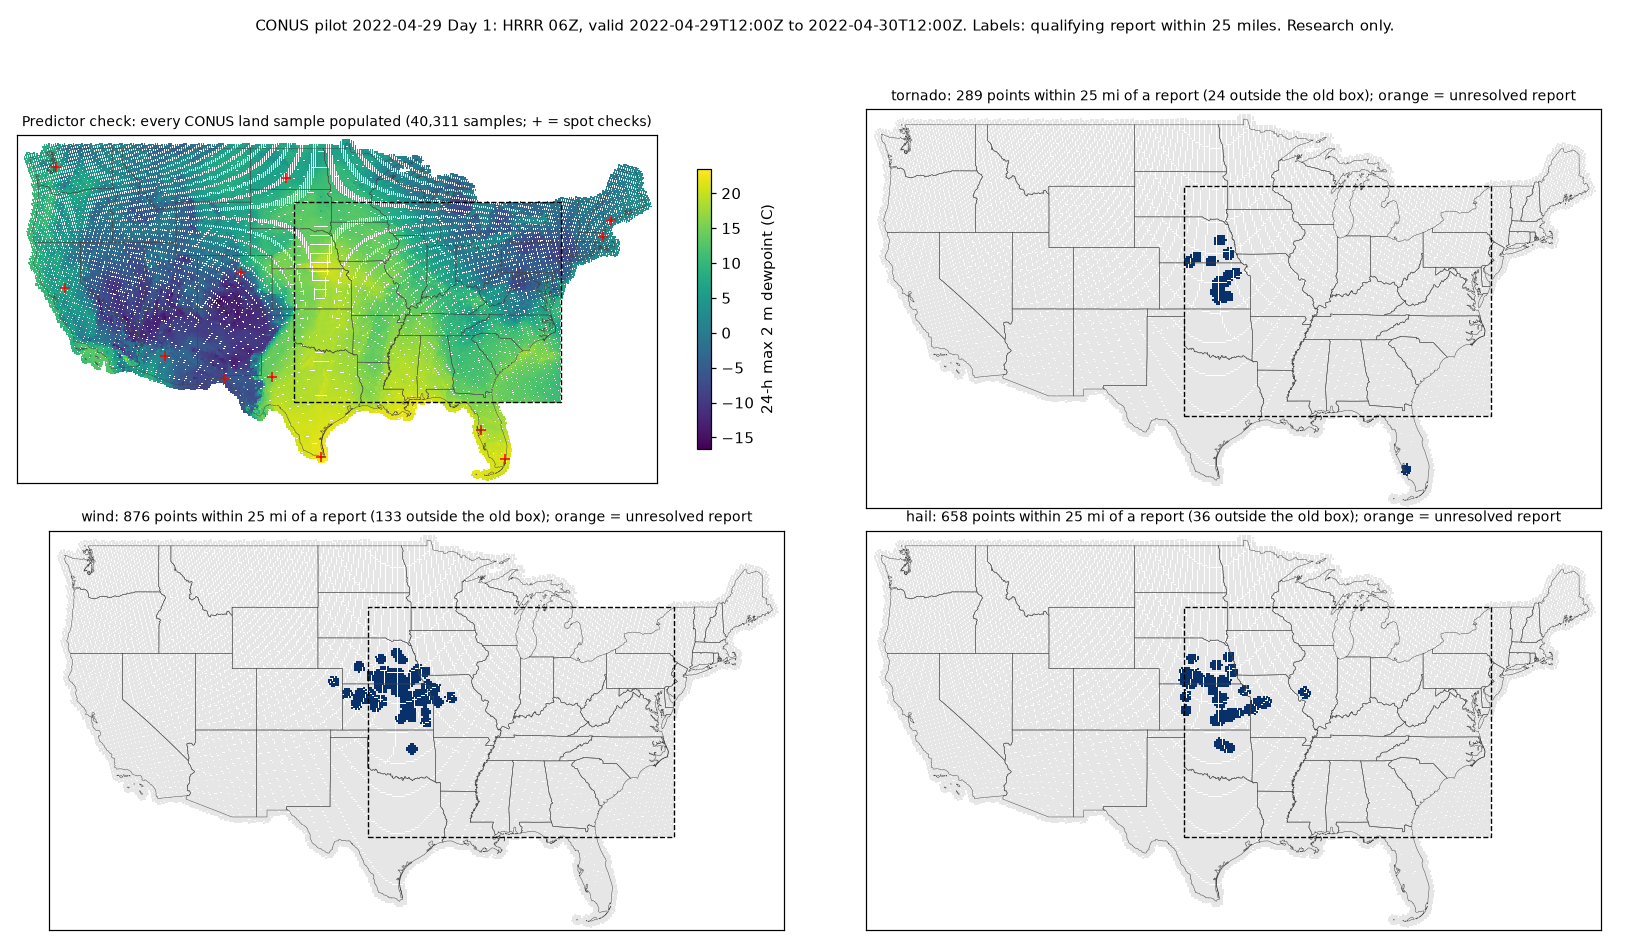 CONUS pilot 2022-04-29 Day 1: HRRR 06Z, valid 2022-04-29T12:00Z to 2022-04-30T12:00Z. Labels: qualifying report within 25 miles. Research only.
Predictor check: every CONUS land sample populated (40,311 samples; + = spot checks)
20
15
10
5
0
−5
−10
−15
24-h max 2 m dewpoint (C)
tornado: 289 points within 25 mi of a report (24 outside the old box); orange = unresolved report
wind: 876 points within 25 mi of a report (133 outside the old box); orange = unresolved report
hail: 658 points within 25 mi of a report (36 outside the old box); orange = unresolved report